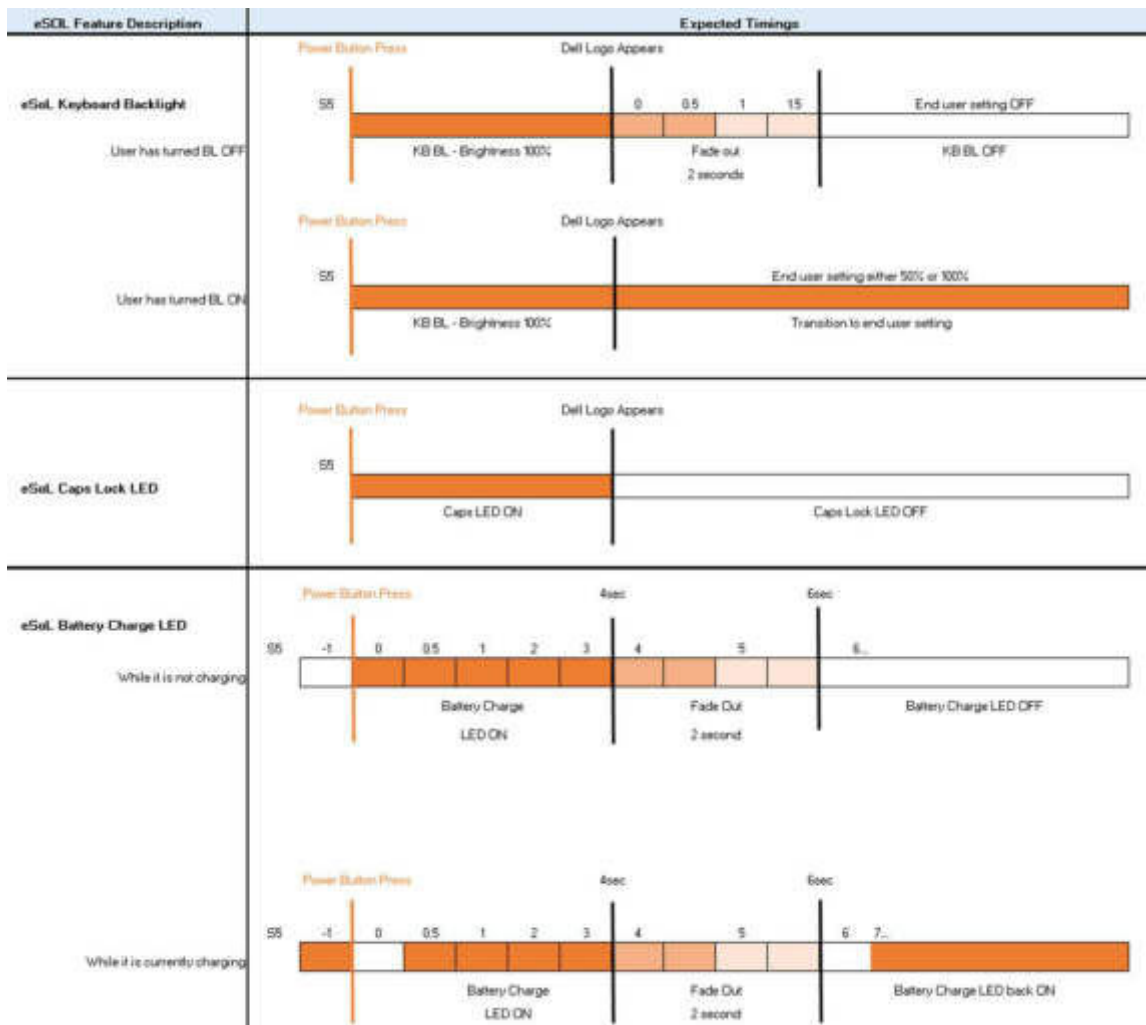 eSOL Feature Description Expected Timings
Power Button Press Dell Logo Appears
eSoL Keyboard Backlight S5 0 0.5 1 1.5 End user setting OFF
User has turned BL OFF KB BL - Brightness 100% Fade out KB BL OFF
2 seconds
Power Button Press Dell Logo Appears
S5 End user setting either 50% or 100%
User has turned BL ON
KB BL - Brightness 100% Transition to end user setting
Power Button Press Dell Logo Appears
S5
eSoL Caps Lock LED
Caps LED ON Caps Lock LED OFF
Power Button Press 4sec 6sec
eSoL Battery Charge LED
S5 -1 0 0.5 1 2 3 4 5 6...
While it is not charging
Battery Charge Fade Out Battery Charge LED OFF
LED ON 2 second
Power Button Press 4sec 6sec
S5 -1 0 0.5 1 2 3 4 5 6 7...
While it is currently charging
Battery Charge Fade Out Battery Charge LED back ON
LED ON 2 second